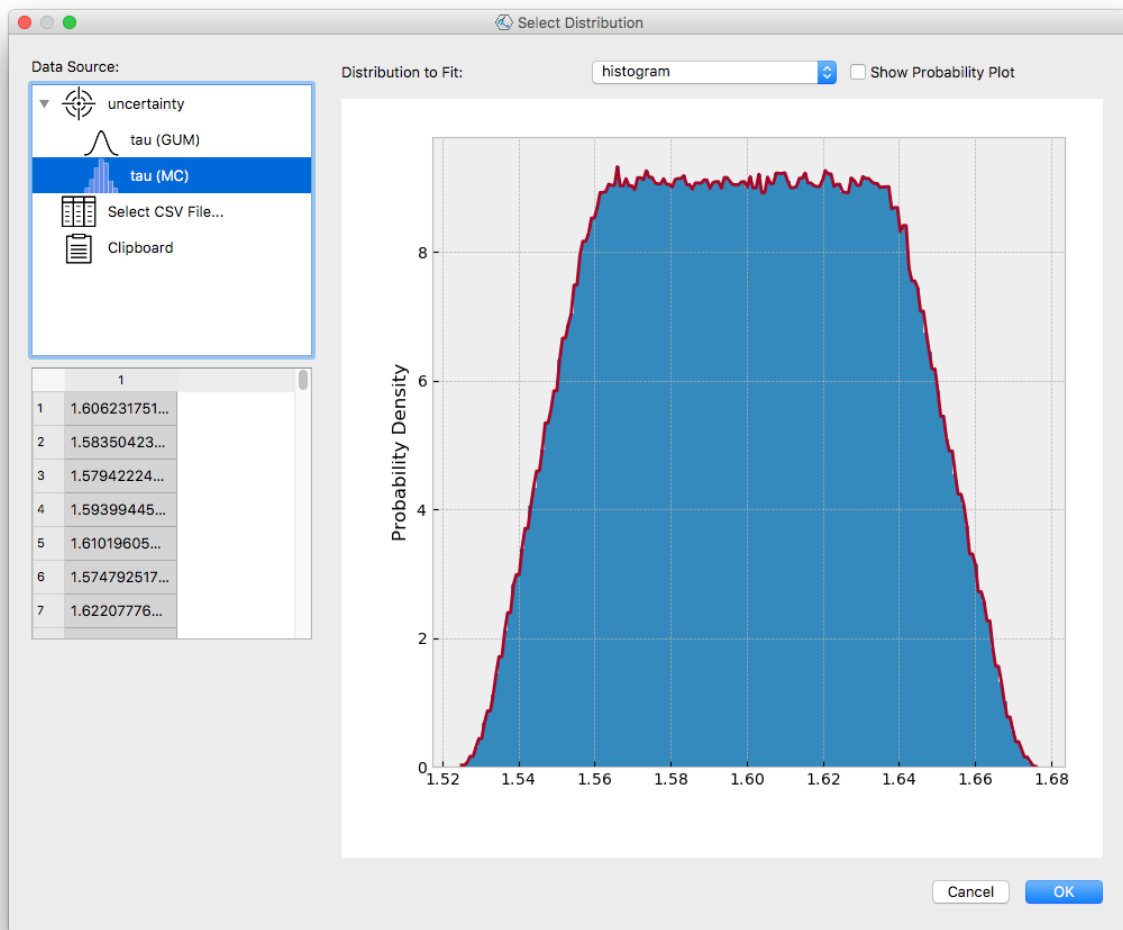 Select Distribution
Data Source:
uncertainty
tau (GUM)
tau (MC)
Select CSV File...
Clipboard
1
1 1.606231751...
2 1.58350423...
3 1.57942224...
4 1.59399445...
5 1.61019605...
6 1.574792517...
7 1.62207776...
Distribution to Fit: histogram Show Probability Plot
Probability Density
8
6
4
2
0
1.52 1.54 1.56 1.58 1.60 1.62 1.64 1.66 1.68
Cancel OK